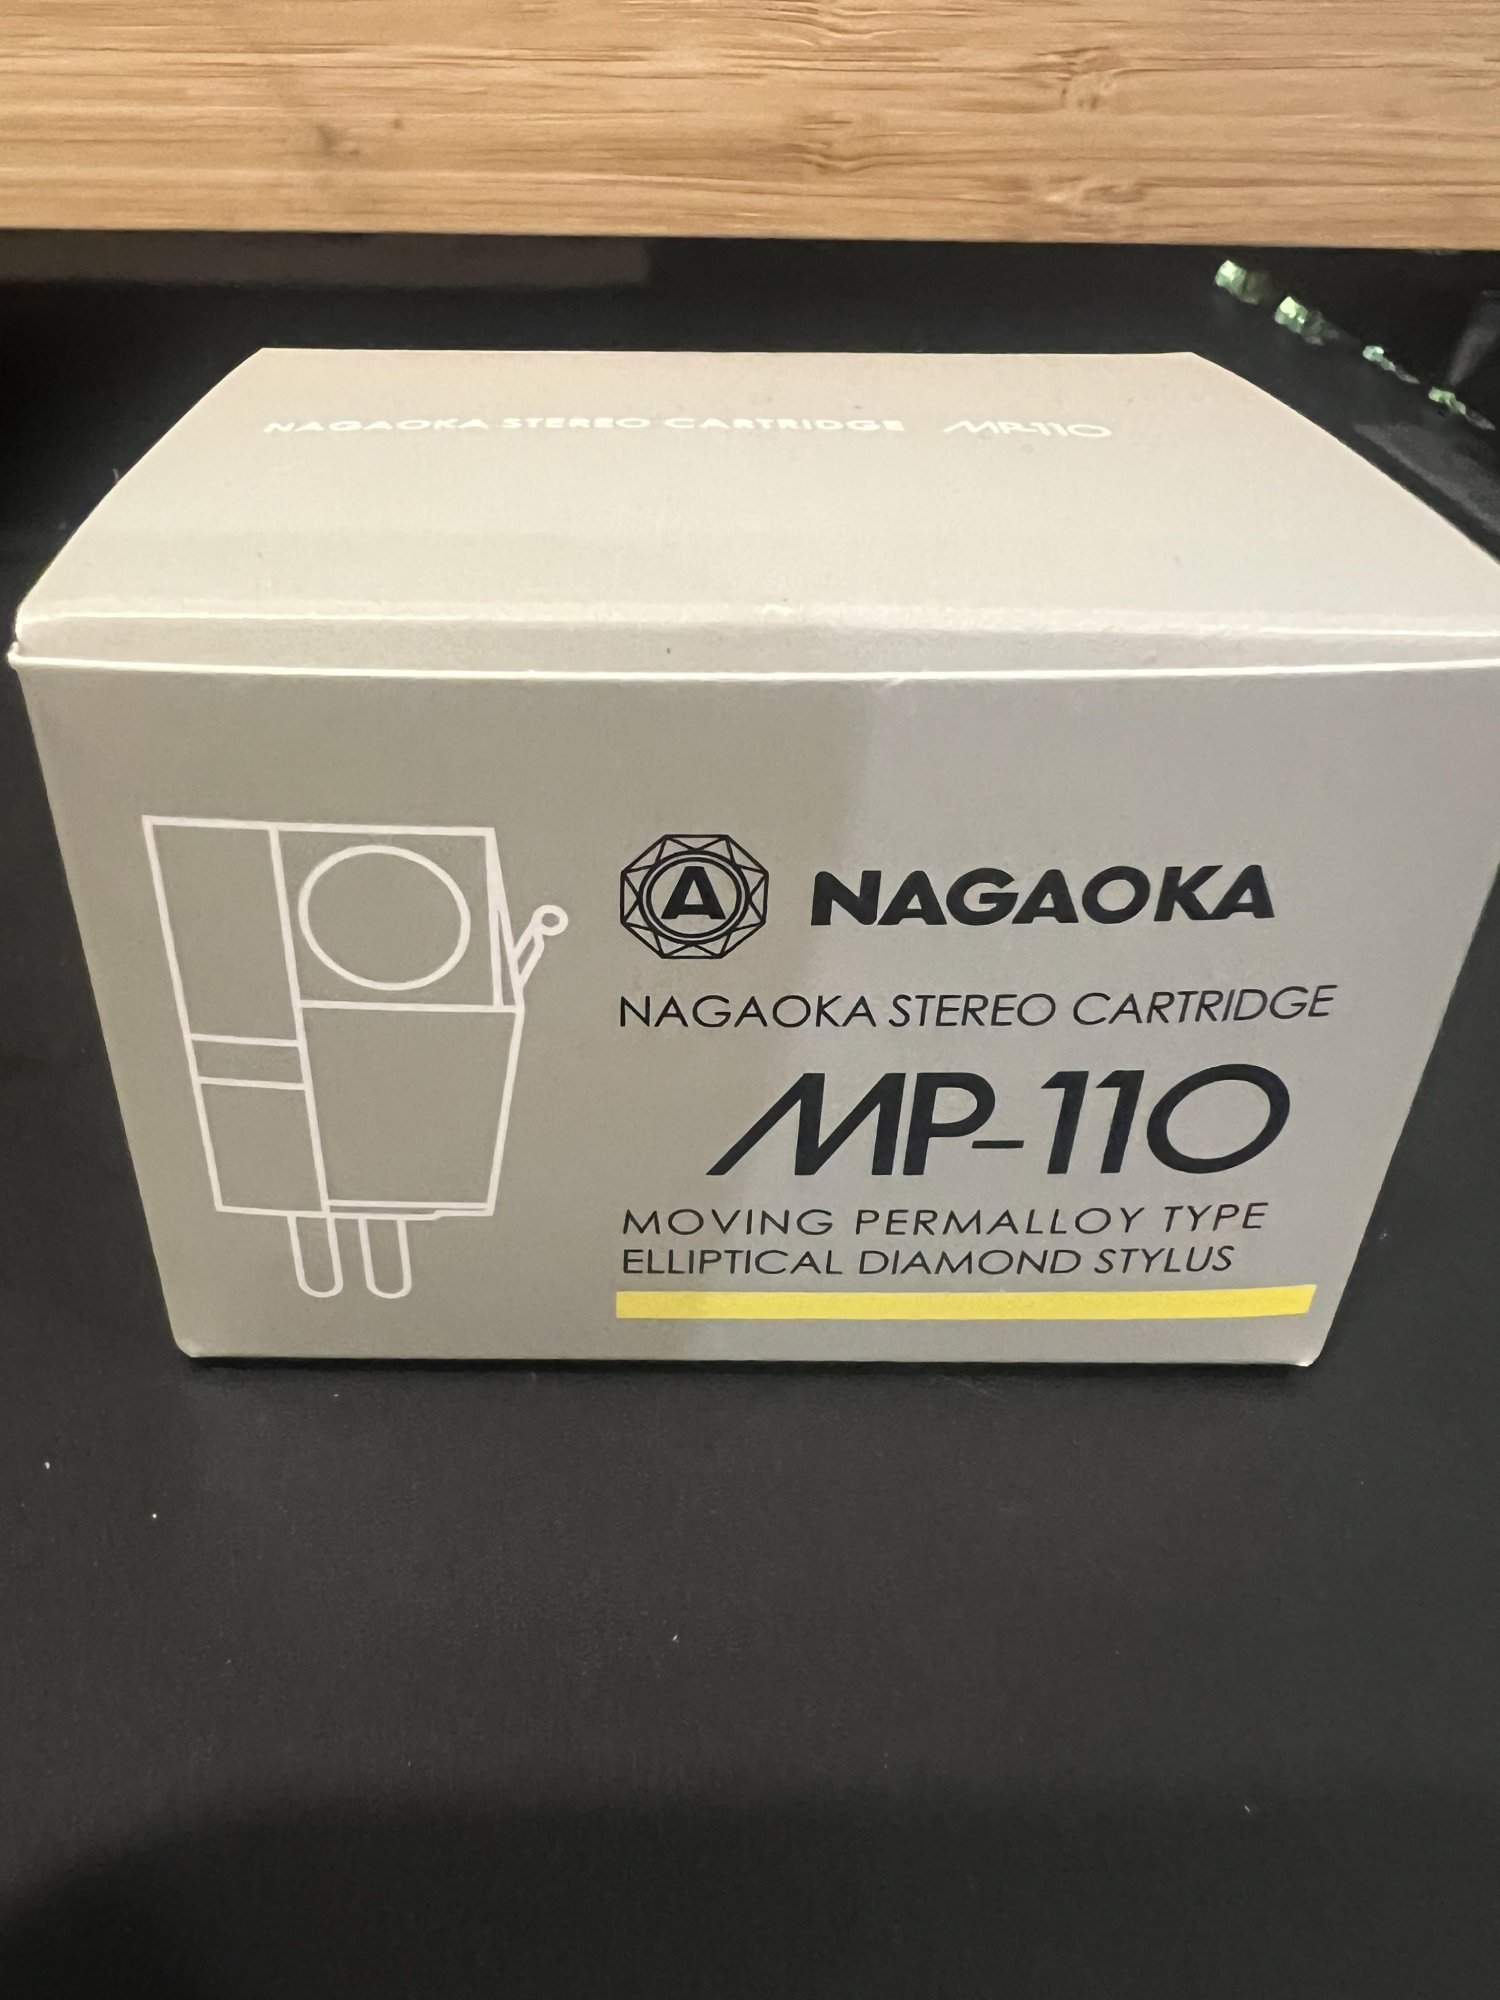 NAGAOKA STEREO CARTRIDGE MP-110
A NAGAOKA
NAGAOKA STEREO CARTRIDGE
MP-110
MOVING PERMALLOY TYPE
ELLIPTICAL DIAMOND STYLUS